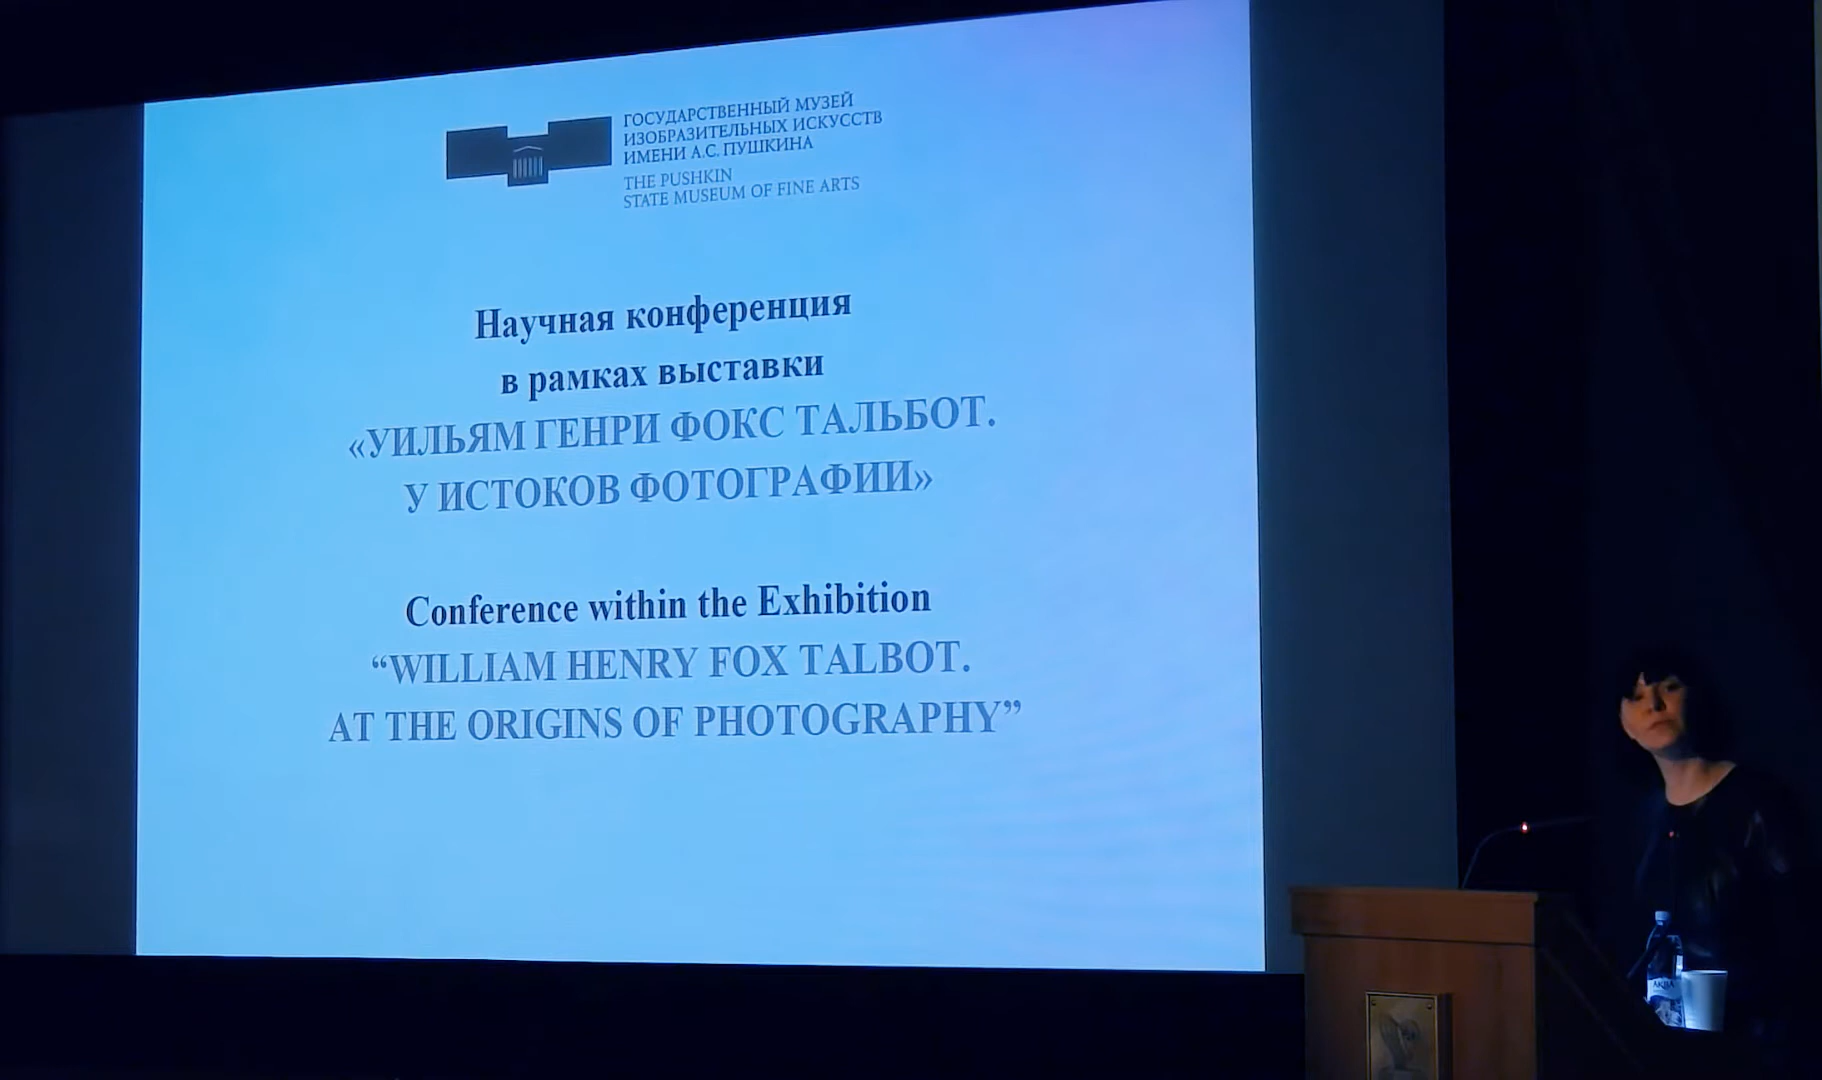 ГОСУДАРСТВЕННЫЙ МУЗЕЙ
ИЗОБРАЗИТЕЛЬНЫХ ИСКУССТВ
ИМЕНИ А.С. ПУШКИНА
THE PUSHKIN
STATE MUSEUM OF FINE ARTS
Научная конференция
в рамках выставки
«УИЛЬЯМ ГЕНРИ ФОКС ТАЛЬБОТ.
У ИСТОКОВ ФОТОГРАФИИ»
Conference within the Exhibition
“WILLIAM HENRY FOX TALBOT.
AT THE ORIGINS OF PHOTOGRAPHY”
АКВА